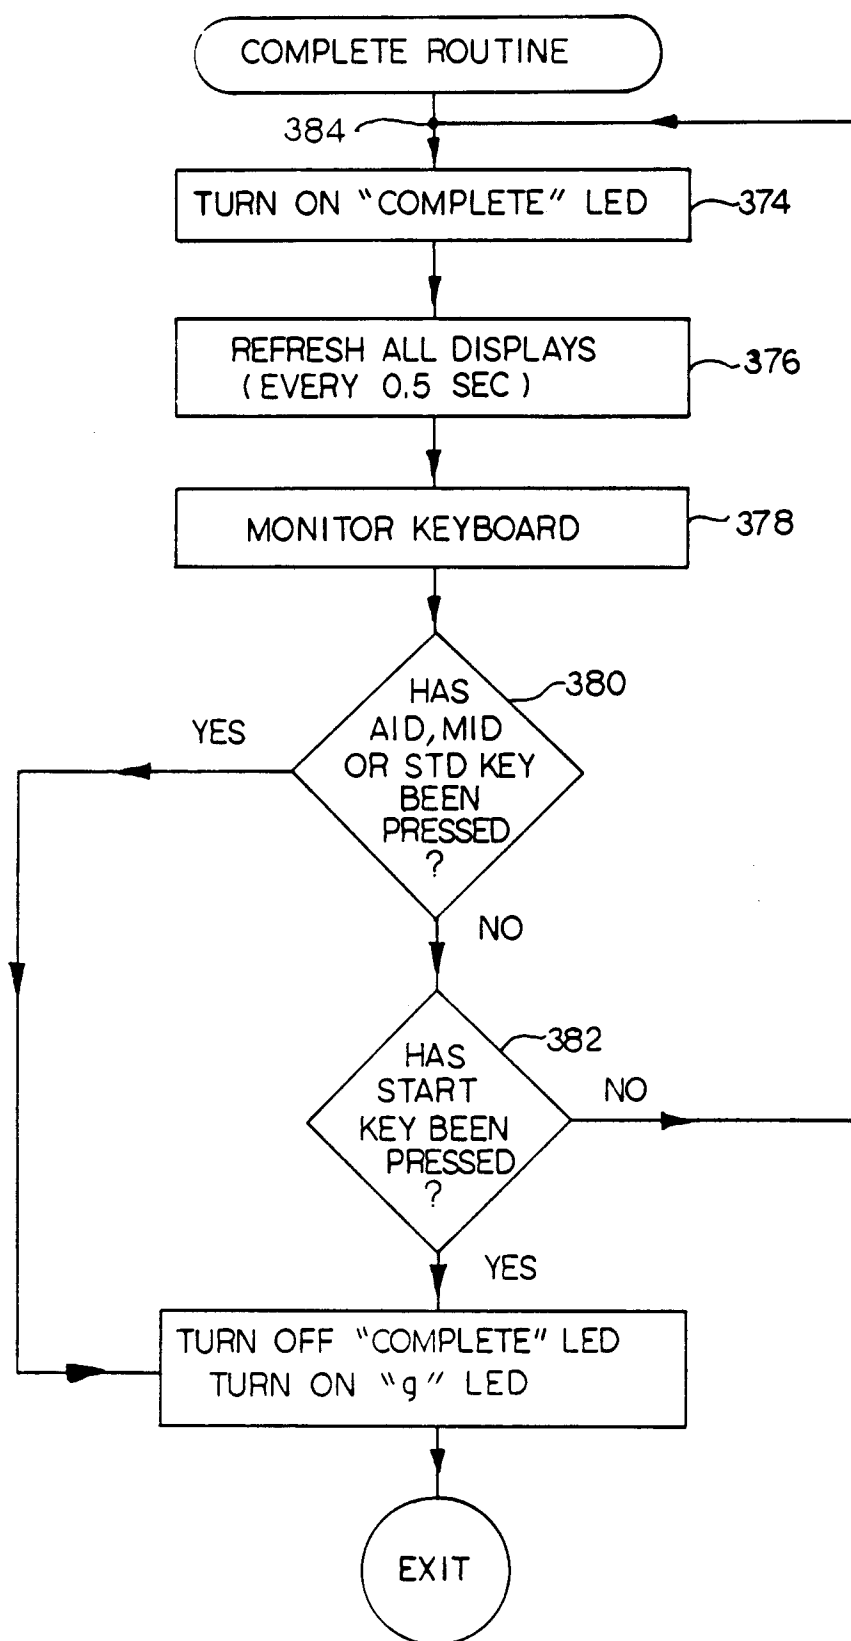 COMPLETE ROUTINE
384
TURN ON "COMPLETE" LED
374
REFRESH ALL DISPLAYS
(EVERY 0.5 SEC)
376
MONITOR KEYBOARD
378
HAS
AID, MID
OR STD KEY
BEEN
PRESSED
?
380
YES
NO
HAS
START
KEY BEEN
PRESSED
?
382
NO
YES
TURN OFF "COMPLETE" LED
TURN ON "g" LED
EXIT